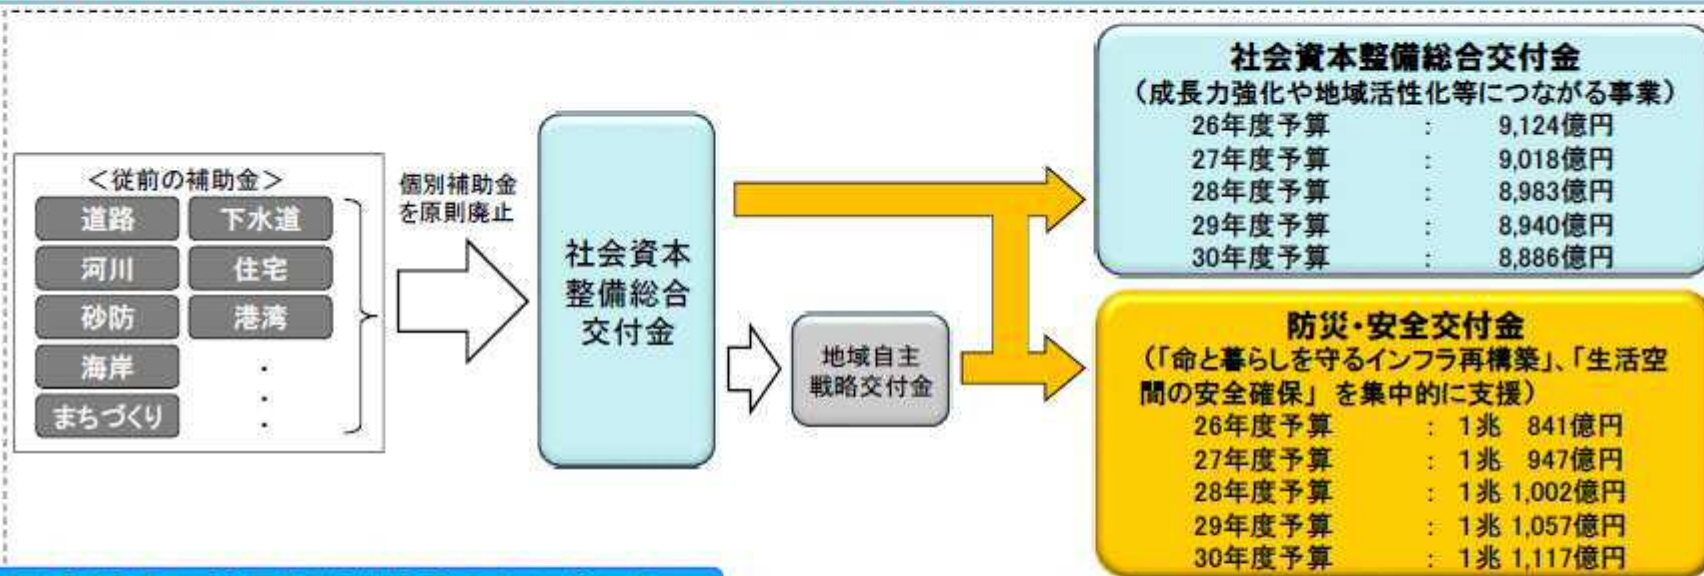 ＜従前の補助金＞
道路
下水道
河川
住宅
砂防
港湾
海岸
まちづくり
・
・
・
個別補助金
を原則廃止
社会資本
整備総合
交付金
地域自主
戦略交付金
社会資本整備総合交付金
（成長力強化や地域活性化等につながる事業）
26年度予算 ： 9,124億円
27年度予算 ： 9,018億円
28年度予算 ： 8,983億円
29年度予算 ： 8,940億円
30年度予算 ： 8,886億円
防災・安全交付金
（「命と暮らしを守るインフラ再構築」、「生活空
間の安全確保」を集中的に支援）
26年度予算 ： 1兆 841億円
27年度予算 ： 1兆 947億円
28年度予算 ： 1兆 1,002億円
29年度予算 ： 1兆 1,057億円
30年度予算 ： 1兆 1,117億円